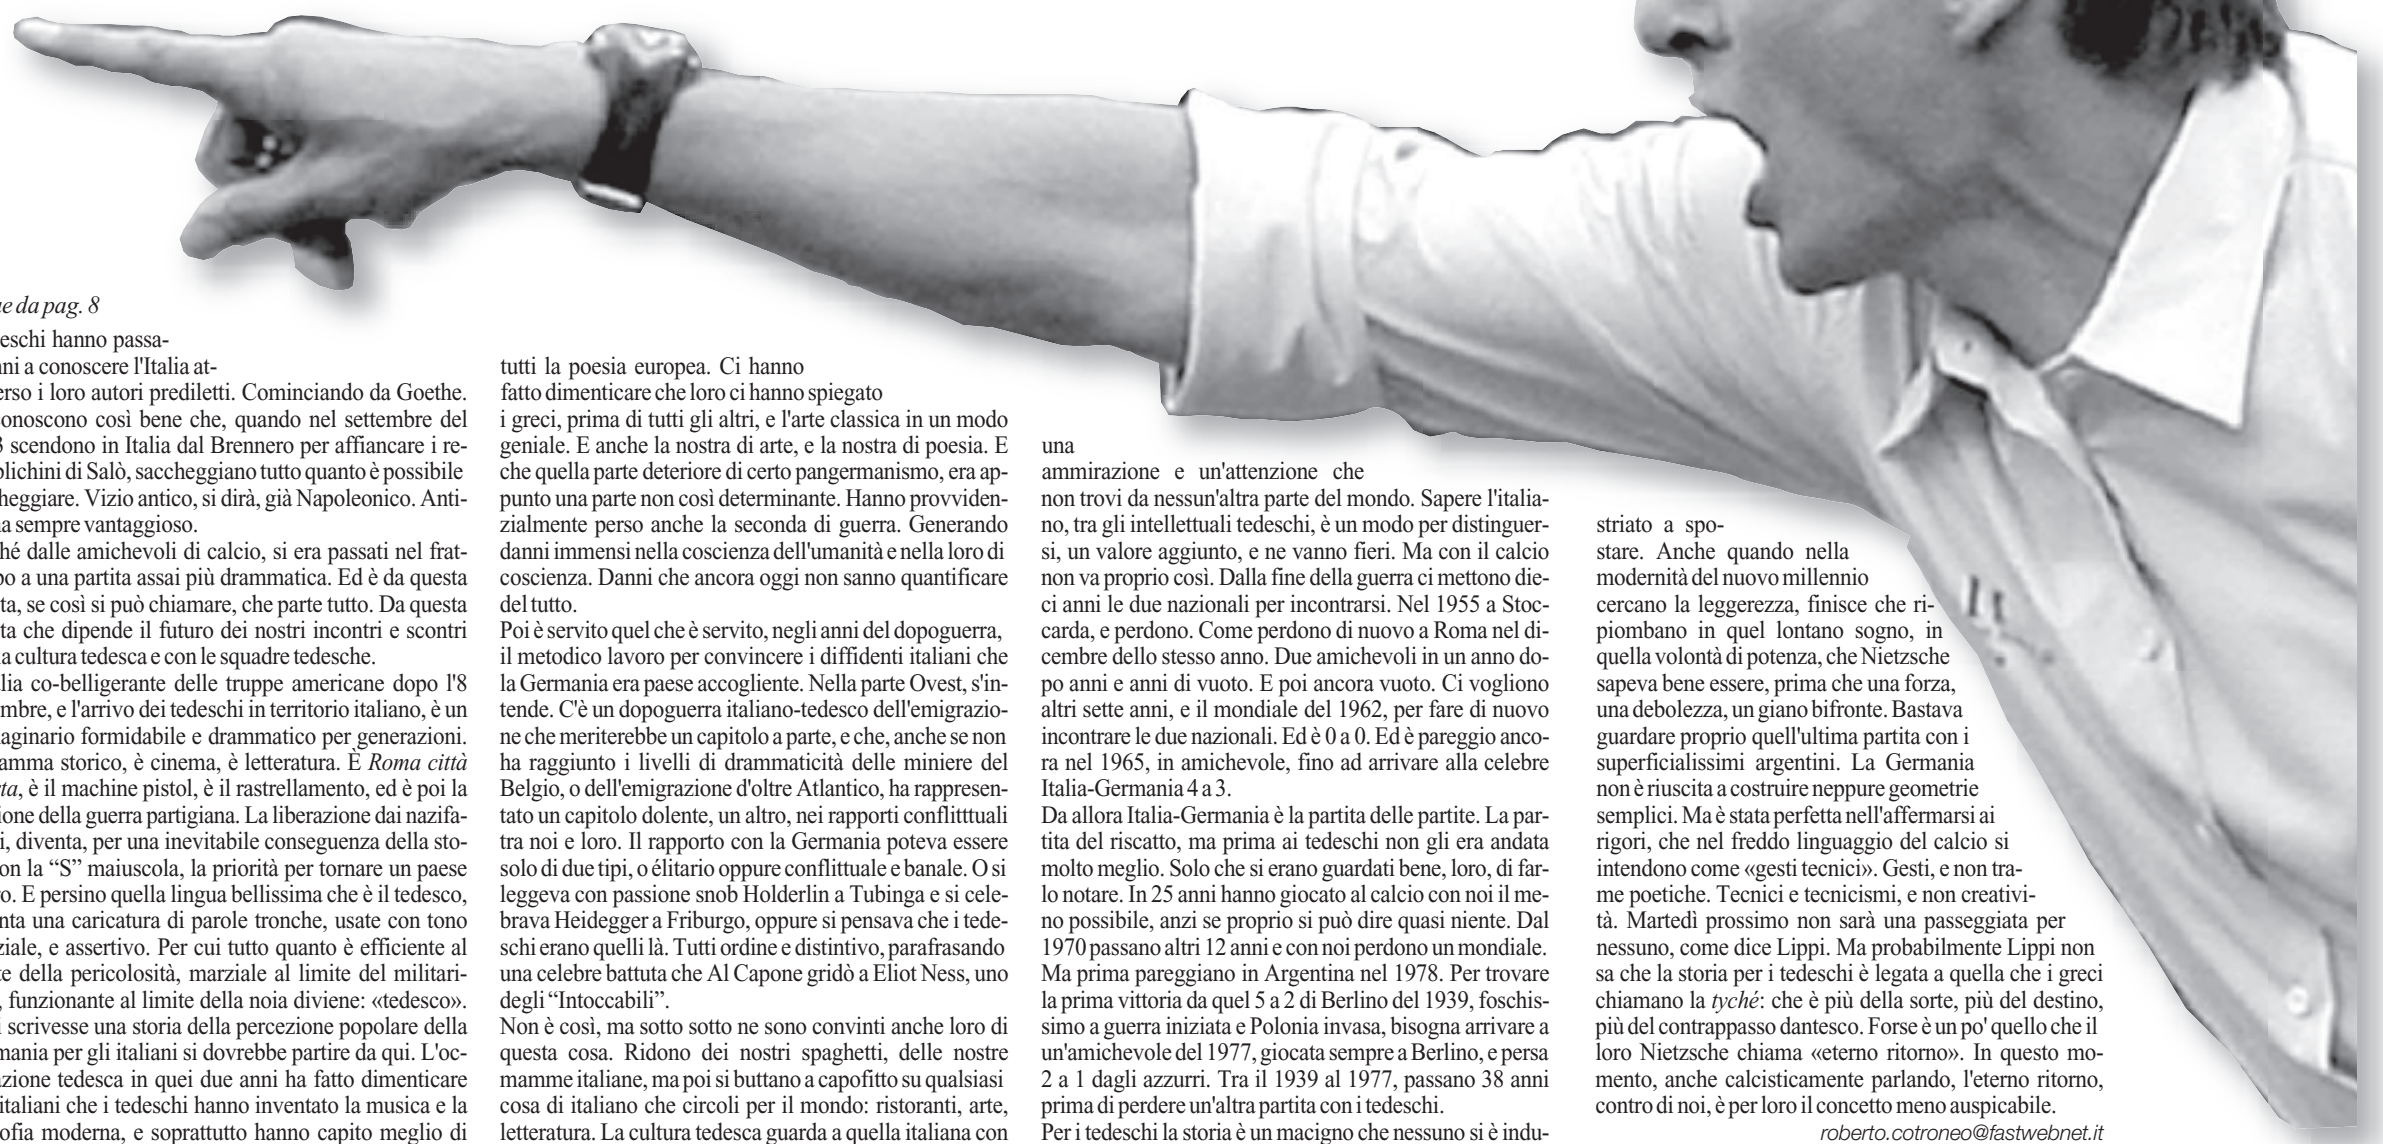 e da pag. 8
eschi hanno passa-
ni a conoscere l'Italia at-
erso i loro autori prediletti. Cominciando da Goethe.
onoscono così bene che, quando nel settembre del
3 scendono in Italia dal Brennero per affiancare i re-
blichini di Salò, saccheggiano tutto quanto è possibile
heggiare. Vizio antico, si dirà, già Napoleonico. Anti-
a sempre vantaggioso.
hé dalle amichevoli di calcio, si era passati nel frat-
po a una partita assai più drammatica. Ed è da questa
ta, se così si può chiamare, che parte tutto. Da questa
ta che dipende il futuro dei nostri incontri e scontri
a cultura tedesca e con le squadre tedesche.
lia co-belligerante delle truppe americane dopo l'8
mbre, e l'arrivo dei tedeschi in territorio italiano, è un
aginario formidabile e drammatico per generazioni.
amma storico, è cinema, è letteratura. È Roma città
ta, è il machine pistol, è il rastrellamento, ed è poi la
ione della guerra partigiana. La liberazione dai nazifa-
i, diventa, per una inevitabile conseguenza della sto-
on la “S” maiuscola, la priorità per tornare un paese
o. E persino quella lingua bellissima che è il tedesco,
nta una caricatura di parole tronche, usate con tono
ziale, e assertivo. Per cui tutto quanto è efficiente al
te della pericolosità, marziale al limite del militari-
, funzionante al limite della noia diviene: «tedesco».
i scrivesse una storia della percezione popolare della
mania per gli italiani si dovrebbe partire da qui. L'oc-
azione tedesca in quei due anni ha fatto dimenticare
italiani che i tedeschi hanno inventato la musica e la
ofia moderna, e soprattutto hanno capito meglio di
tutti la poesia europea. Ci hanno
fatto dimenticare che loro ci hanno spiegato
i greci, prima di tutti gli altri, e l'arte classica in un modo
geniale. E anche la nostra di arte, e la nostra di poesia. E
che quella parte deteriore di certo pangermanismo, era ap-
punto una parte non così determinante. Hanno provviden-
zialmente perso anche la seconda di guerra. Generando
danni immensi nella coscienza dell'umanità e nella loro di
coscienza. Danni che ancora oggi non sanno quantificare
del tutto.
Poi è servito quel che è servito, negli anni del dopoguerra,
il metodico lavoro per convincere i diffidenti italiani che
la Germania era paese accogliente. Nella parte Ovest, s'in-
tende. C'è un dopoguerra italiano-tedesco dell'emigrazio-
ne che meriterebbe un capitolo a parte, e che, anche se non
ha raggiunto i livelli di drammaticità delle miniere del
Belgio, o dell'emigrazione d'oltre Atlantico, ha rappresen-
tato un capitolo dolente, un altro, nei rapporti conflitttuali
tra noi e loro. Il rapporto con la Germania poteva essere
solo di due tipi, o élitario oppure conflittuale e banale. O si
leggeva con passione snob Holderlin a Tubinga e si cele-
brava Heidegger a Friburgo, oppure si pensava che i tede-
schi erano quelli là. Tutti ordine e distintivo, parafrasando
una celebre battuta che Al Capone gridò a Eliot Ness, uno
degli “Intoccabili”.
Non è così, ma sotto sotto ne sono convinti anche loro di
questa cosa. Ridono dei nostri spaghetti, delle nostre
mamme italiane, ma poi si buttano a capofitto su qualsiasi
cosa di italiano che circoli per il mondo: ristoranti, arte,
letteratura. La cultura tedesca guarda a quella italiana con
una
ammirazione e un'attenzione che
non trovi da nessun'altra parte del mondo. Sapere l'italia-
no, tra gli intellettuali tedeschi, è un modo per distinguer-
si, un valore aggiunto, e ne vanno fieri. Ma con il calcio
non va proprio così. Dalla fine della guerra ci mettono die-
ci anni le due nazionali per incontrarsi. Nel 1955 a Stoc-
carda, e perdono. Come perdono di nuovo a Roma nel di-
cembre dello stesso anno. Due amichevoli in un anno do-
po anni e anni di vuoto. E poi ancora vuoto. Ci vogliono
altri sette anni, e il mondiale del 1962, per fare di nuovo
incontrare le due nazionali. Ed è 0 a 0. Ed è pareggio anco-
ra nel 1965, in amichevole, fino ad arrivare alla celebre
Italia-Germania 4 a 3.
Da allora Italia-Germania è la partita delle partite. La par-
tita del riscatto, ma prima ai tedeschi non gli era andata
molto meglio. Solo che si erano guardati bene, loro, di far-
lo notare. In 25 anni hanno giocato al calcio con noi il me-
no possibile, anzi se proprio si può dire quasi niente. Dal
1970 passano altri 12 anni e con noi perdono un mondiale.
Ma prima pareggiano in Argentina nel 1978. Per trovare
la prima vittoria da quel 5 a 2 di Berlino del 1939, foschis-
simo a guerra iniziata e Polonia invasa, bisogna arrivare a
un'amichevole del 1977, giocata sempre a Berlino, e persa
2 a 1 dagli azzurri. Tra il 1939 al 1977, passano 38 anni
prima di perdere un'altra partita con i tedeschi.
Per i tedeschi la storia è un macigno che nessuno si è indu-
striato a spo-
stare. Anche quando nella
modernità del nuovo millennio
cercano la leggerezza, finisce che ri-
piombano in quel lontano sogno, in
quella volontà di potenza, che Nietzsche
sapeva bene essere, prima che una forza,
una debolezza, un giano bifronte. Bastava
guardare proprio quell'ultima partita con i
superficialissimi argentini. La Germania
non è riuscita a costruire neppure geometrie
semplici. Ma è stata perfetta nell'affermarsi ai
rigori, che nel freddo linguaggio del calcio si
intendono come «gesti tecnici». Gesti, e non tra-
me poetiche. Tecnici e tecnicismi, e non creativi-
tà. Martedì prossimo non sarà una passeggiata per
nessuno, come dice Lippi. Ma probabilmente Lippi non
sa che la storia per i tedeschi è legata a quella che i greci
chiamano la tyché: che è più della sorte, più del destino,
più del contrappasso dantesco. Forse è un po' quello che il
loro Nietzsche chiama «eterno ritorno». In questo mo-
mento, anche calcisticamente parlando, l'eterno ritorno,
contro di noi, è per loro il concetto meno auspicabile.
roberto.cotroneo@fastwebnet.it